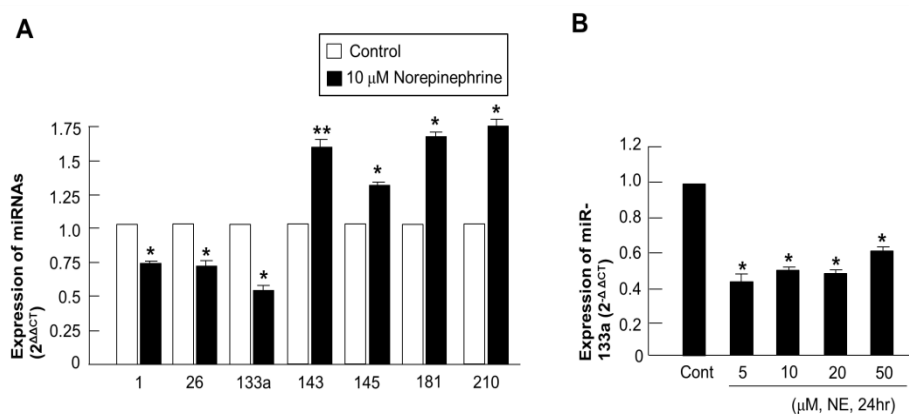 A
Control
10 μM Norepinephrine
Expression of miRNAs
(2ΔΔCT)
1.75
1.5
1.25
1.0
0.75
0.5
0.25
0
*
*
*
**
*
*
*
1 26 133a 143 145 181 210
B
Expression of miR-
133a (2-Δ ΔCT)
1.2
1.0
0.8
0.6
0.4
0.2
0
*
*
*
*
Cont 5 10 20 50
(μM, NE, 24hr)